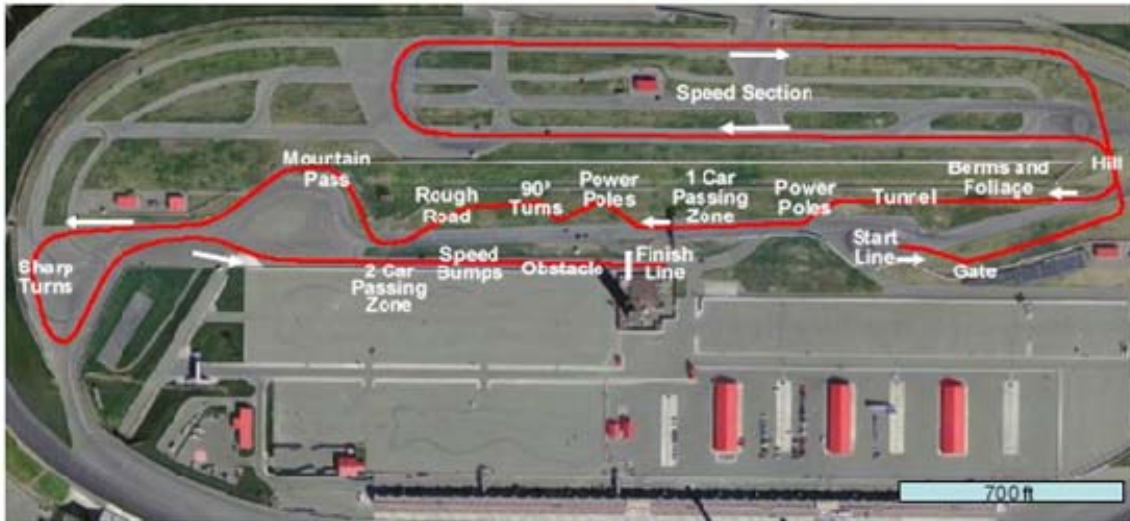 Speed Section
Mountain
Pass
Rough
Road
90°
Turns
Power
Poles
1 Car
Passing
Zone
Power
Poles
Tunnel
Berms and
Foliage
Hill
Start
Line
Gate
Sharp
Turns
2 Car
Passing
Zone
Speed
Bumps
Obstacle
Finish
Line
700 ft